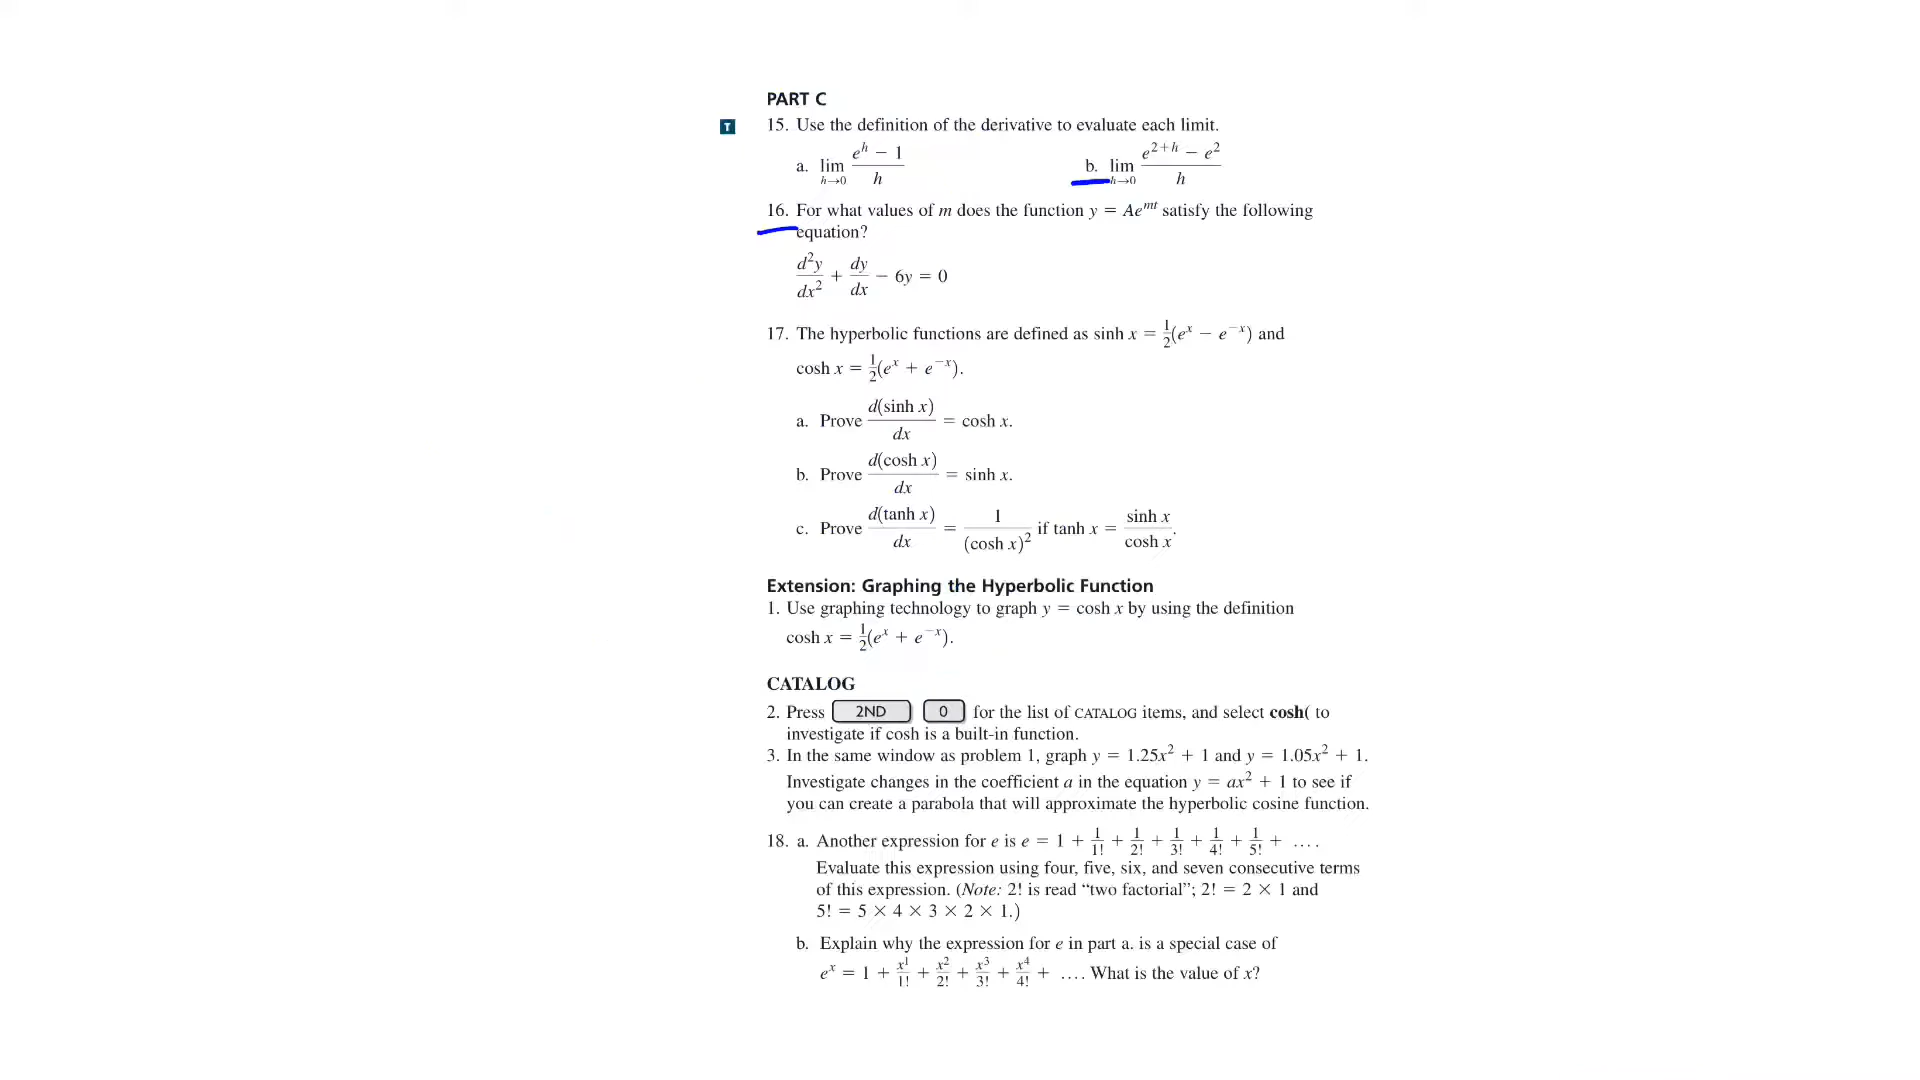 PART C
T 15. Use the definition of the derivative to evaluate each limit.
a. lim h→0 (e^h − 1)/h b. lim h→0 (e^(2+h) − e^2)/h
16. For what values of m does the function y = Ae^(mt) satisfy the following
equation?
d²y/dx² + dy/dx − 6y = 0
17. The hyperbolic functions are defined as sinh x = 1/2(e^x − e^−x) and
cosh x = 1/2(e^x + e^−x).
a. Prove d(sinh x)/dx = cosh x.
b. Prove d(cosh x)/dx = sinh x.
c. Prove d(tanh x)/dx = 1/(cosh x)² if tanh x = sinh x/cosh x.
Extension: Graphing the Hyperbolic Function
1. Use graphing technology to graph y = cosh x by using the definition
cosh x = 1/2(e^x + e^−x).
CATALOG
2. Press 2ND 0 for the list of CATALOG items, and select cosh( to
investigate if cosh is a built-in function.
3. In the same window as problem 1, graph y = 1.25x² + 1 and y = 1.05x² + 1.
Investigate changes in the coefficient a in the equation y = ax² + 1 to see if
you can create a parabola that will approximate the hyperbolic cosine function.
18. a. Another expression for e is e = 1 + 1/1! + 1/2! + 1/3! + 1/4! + 1/5! + ....
Evaluate this expression using four, five, six, and seven consecutive terms
of this expression. (Note: 2! is read “two factorial”; 2! = 2 × 1 and
5! = 5 × 4 × 3 × 2 × 1.)
b. Explain why the expression for e in part a. is a special case of
e^x = 1 + x^1/1! + x^2/2! + x^3/3! + x^4/4! + .... What is the value of x?